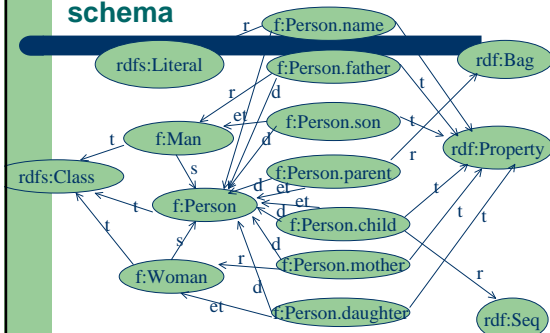 schema
f:Person.name
r
rdfs:Literal
rdf:Bag
f:Person.father
t
r
d
et
f:Person.son
t
d
f:Man
t
r
rdf:Property
s
f:Person.parent
rdfs:Class
d
et
t
t
f:Person
et
d
f:Person.child
t
t
t
s
d
r
f:Person.mother
f:Woman
r
d
et
f:Person.daughter
rdf:Seq